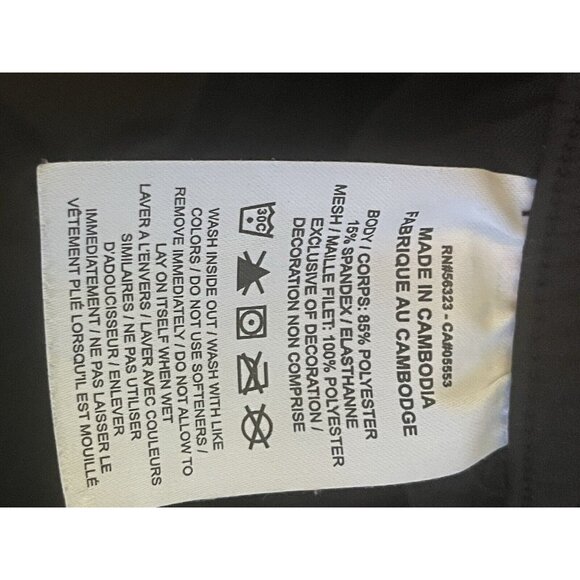 RN#56323 - CA#05553
MADE IN CAMBODIA
FABRIQUE AU CAMBODGE
BODY / CORPS: 85% POLYESTER
15% SPANDEX / ELASTHANNE
MESH / MAILLE FILET: 100% POLYESTER
EXCLUSIVE OF DECORATION /
DECORATION NON COMPRISE
30C
WASH INSIDE OUT / WASH WITH LIKE
COLORS / DO NOT USE SOFTENERS /
REMOVE IMMEDIATELY / DO NOT ALLOW TO
LAY ON ITSELF WHEN WET
LAVER A L'ENVERS / LAVER AVEC COULEURS
SIMILAIRES / NE PAS UTILISER
D'ADOUCISSEUR / ENLEVER
IMMEDIATEMENT / NE PAS LAISSER LE
VÊTEMENT PLIÉ LORSQU'IL EST MOUILLÉ